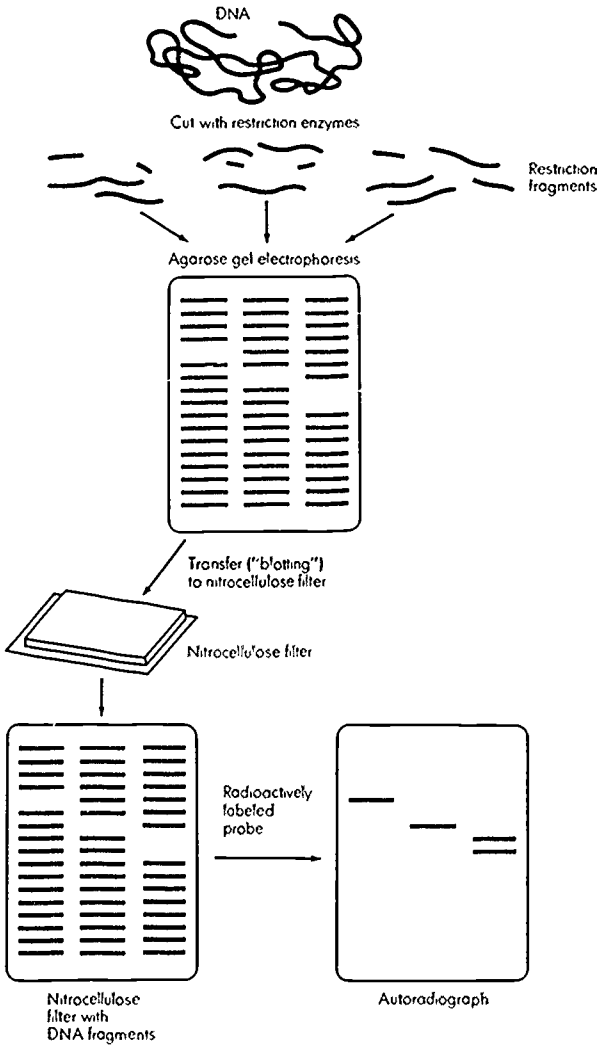 DNA
Cut with restriction enzymes
Restriction
fragments
Agarose gel electrophoresis
Transfer ("blotting")
to nitrocellulose filter
Nitrocellulose filter
Radioactively
labeled
probe
Nitrocellulose
filter with
DNA fragments
Autoradiograph